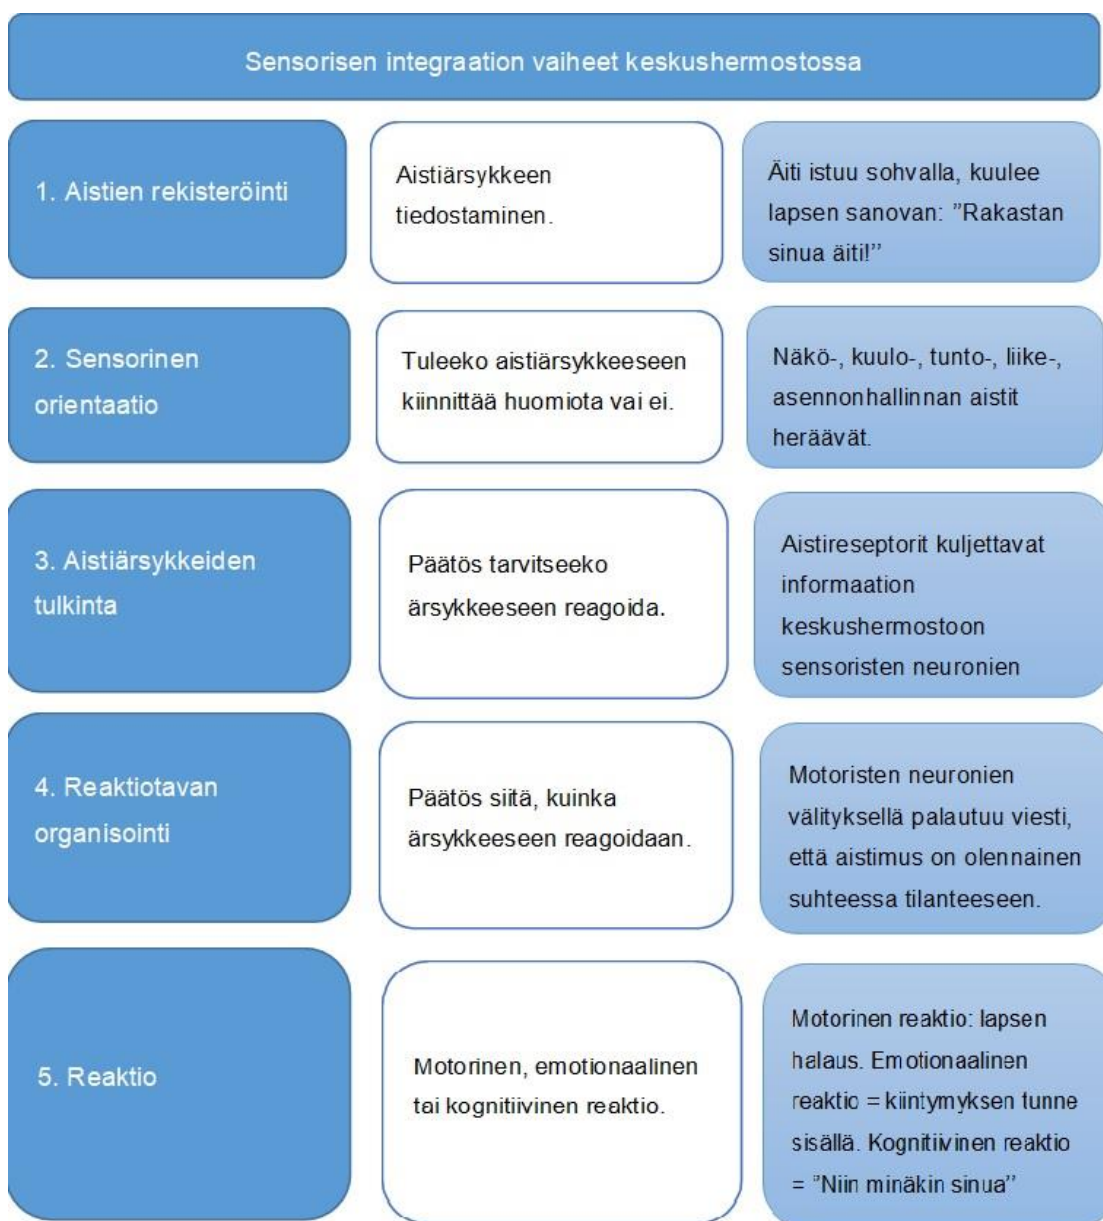 Sensorisen integraation vaiheet keskushermostossa
1. Aistien rekisteröinti
Aistiärsykkeen
tiedostaminen.
Äiti istuu sohvalla, kuulee
lapsen sanovan: ”Rakastan
sinua äiti!’’
2. Sensorinen
orientaatio
Tuleeko aistiärsykkeeseen
kiinnittää huomiota vai ei.
Näkö-, kuulo-, tunto-, liike-,
asennonhallinnan aistit
heräävät.
3. Aistiärsykkeiden
tulkinta
Päätös tarvitseeko
ärsykkeeseen reagoida.
Aistireseptorit kuljettavat
informaation
keskushermostoon
sensoristen neuronien
4. Reaktiotavan
organisointi
Päätös siitä, kuinka
ärsykkeeseen reagoidaan.
Motoristen neuronien
välityksellä palautuu viesti,
että aistimus on olennainen
suhteessa tilanteeseen.
5. Reaktio
Motorinen, emotionaalinen
tai kognitiivinen reaktio.
Motorinen reaktio: lapsen
halaus. Emotionaalinen
reaktio = kiintymyksen tunne
sisällä. Kognitiivinen reaktio
= ”Niin minäkin sinua’’